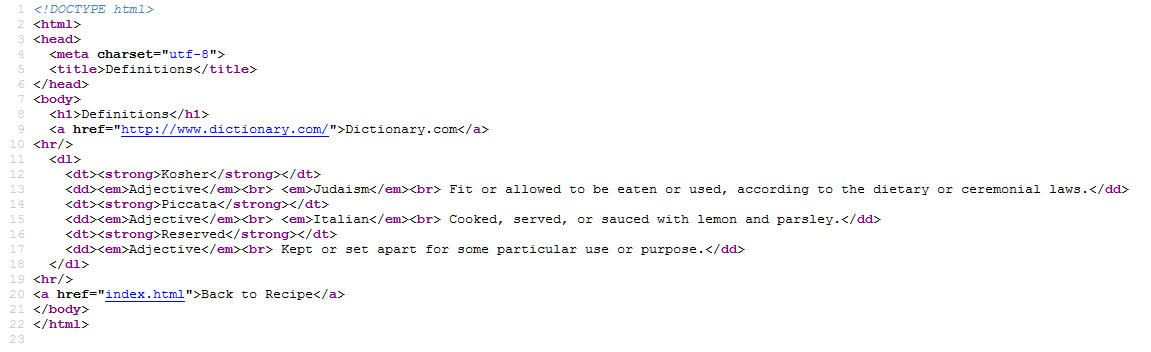 1 <!DOCTYPE html>
2 <html>
3 <head>
4   <meta charset="utf-8">
5   <title>Definitions</title>
6 </head>
7 <body>
8   <h1>Definitions</h1>
9   <a href="http://www.dictionary.com/">Dictionary.com</a>
10 <hr/>
11   <dl>
12     <dt><strong>Kosher</strong></dt>
13     <dd><em>Adjective</em><br> <em>Judaism</em><br> Fit or allowed to be eaten or used, according to the dietary or ceremonial laws.</dd>
14     <dt><strong>Piccata</strong></dt>
15     <dd><em>Adjective</em><br> <em>Italian</em><br> Cooked, served, or sauced with lemon and parsley.</dd>
16     <dt><strong>Reserved</strong></dt>
17     <dd><em>Adjective</em><br> Kept or set apart for some particular use or purpose.</dd>
18   </dl>
19 <hr/>
20 <a href="index.html">Back to Recipe</a>
21 </body>
22 </html>
23